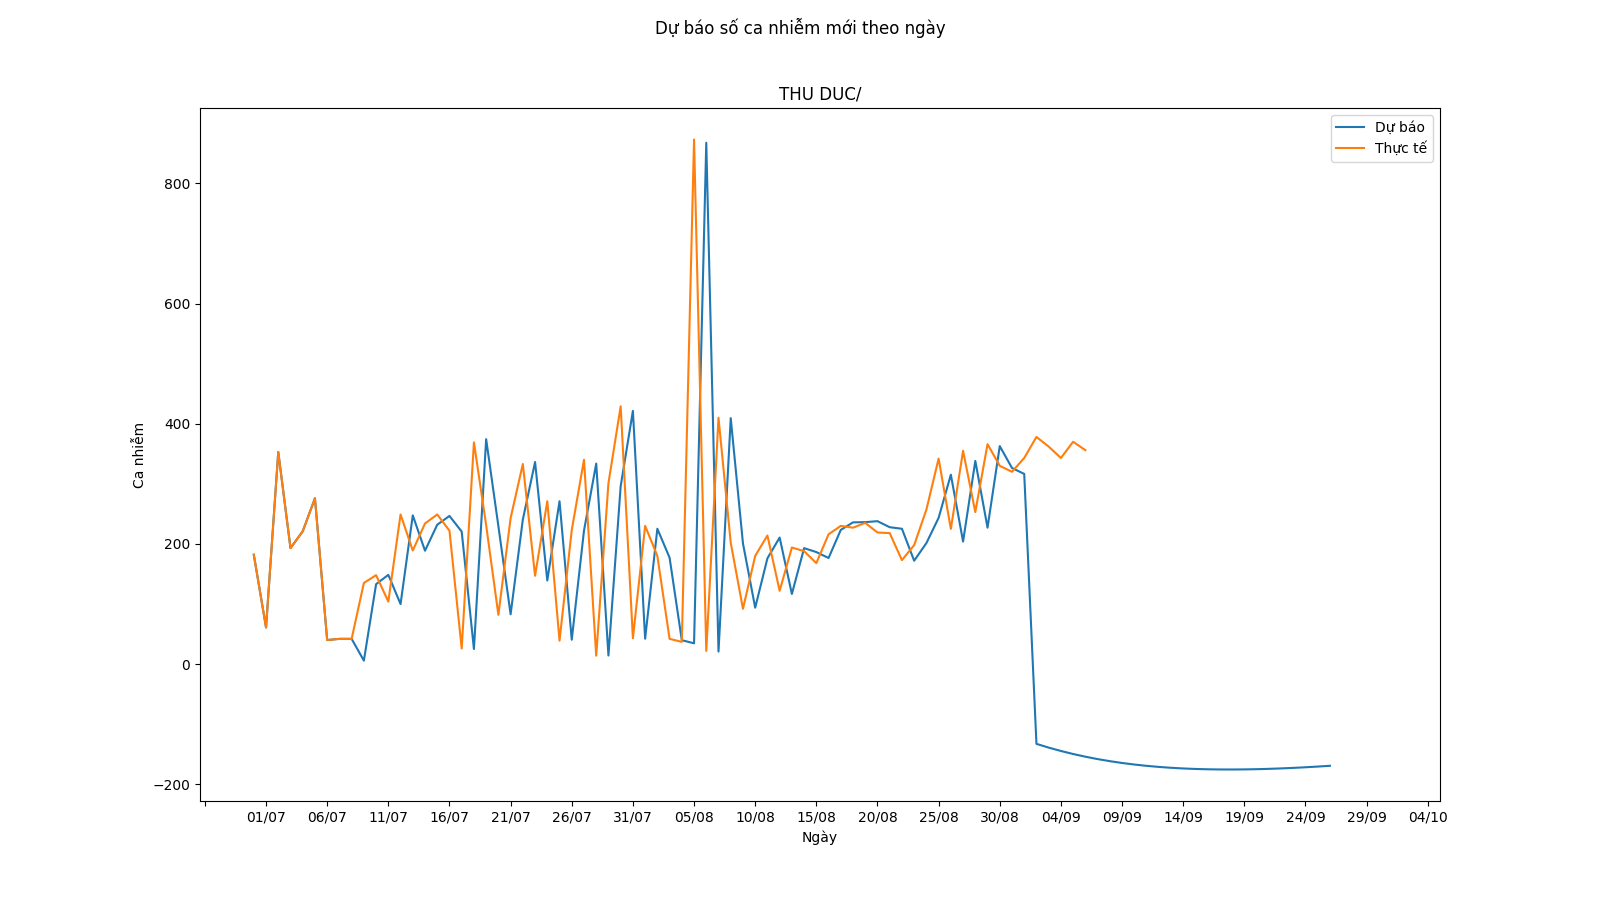 Dự báo số ca nhiễm mới theo ngày
THU DUC/
Dự báo
Thực tế
800
600
400
200
0
−200
Ca nhiễm
01/07 06/07 11/07 16/07 21/07 26/07 31/07 05/08 10/08 15/08 20/08 25/08 30/08 04/09 09/09 14/09 19/09 24/09 29/09 04/10
Ngày